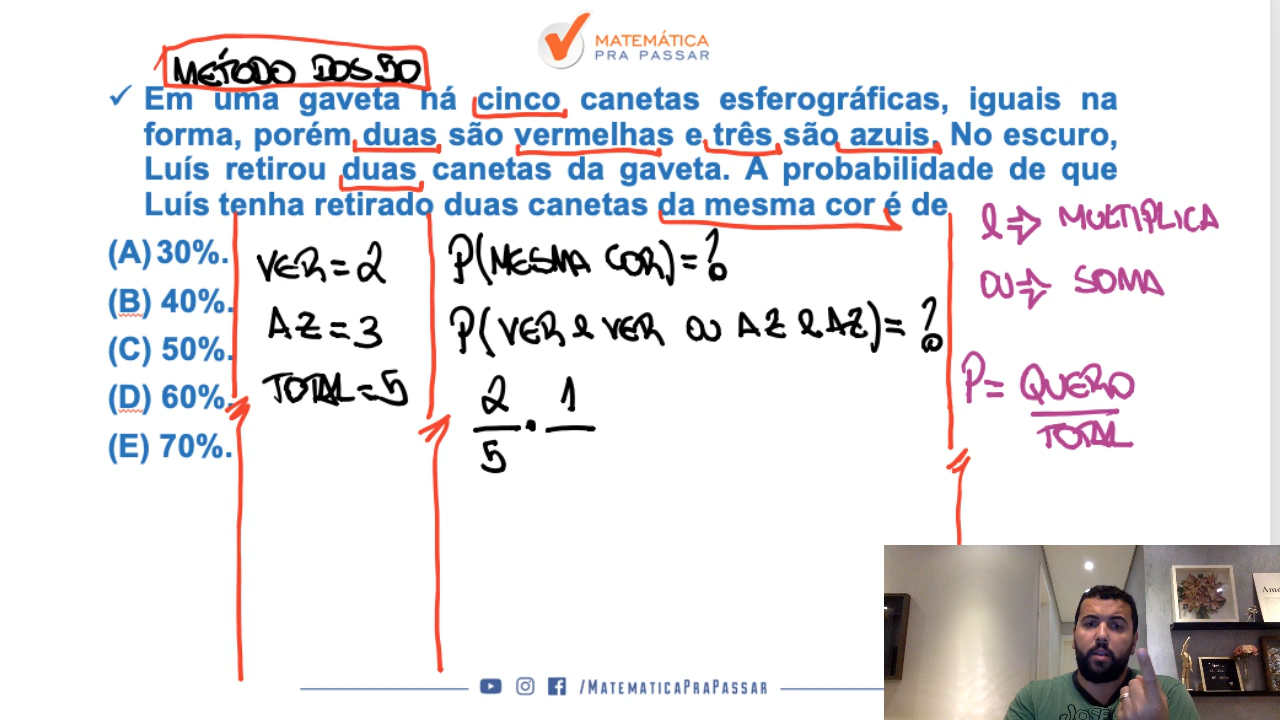 MATEMÁTICA
PRA PASSAR
MÉTODO DOS 50
✓ Em uma gaveta há cinco canetas esferográficas, iguais na
forma, porém duas são vermelhas e três são azuis. No escuro,
Luís retirou duas canetas da gaveta. A probabilidade de que
Luís tenha retirado duas canetas da mesma cor é de
(A) 30%.
(B) 40%.
(C) 50%.
(D) 60%.
(E) 70%.
VER = 2
AZ = 3
TOTAL = 5
P(MESMA COR) = ?
P(VER e VER OU AZ e AZ) = ?
2/5 · 1/
e ⇒ MULTIPLICA
OU ⇒ SOMA
P = QUERO/TOTAL
/MATEMATICAPRAPASSAR